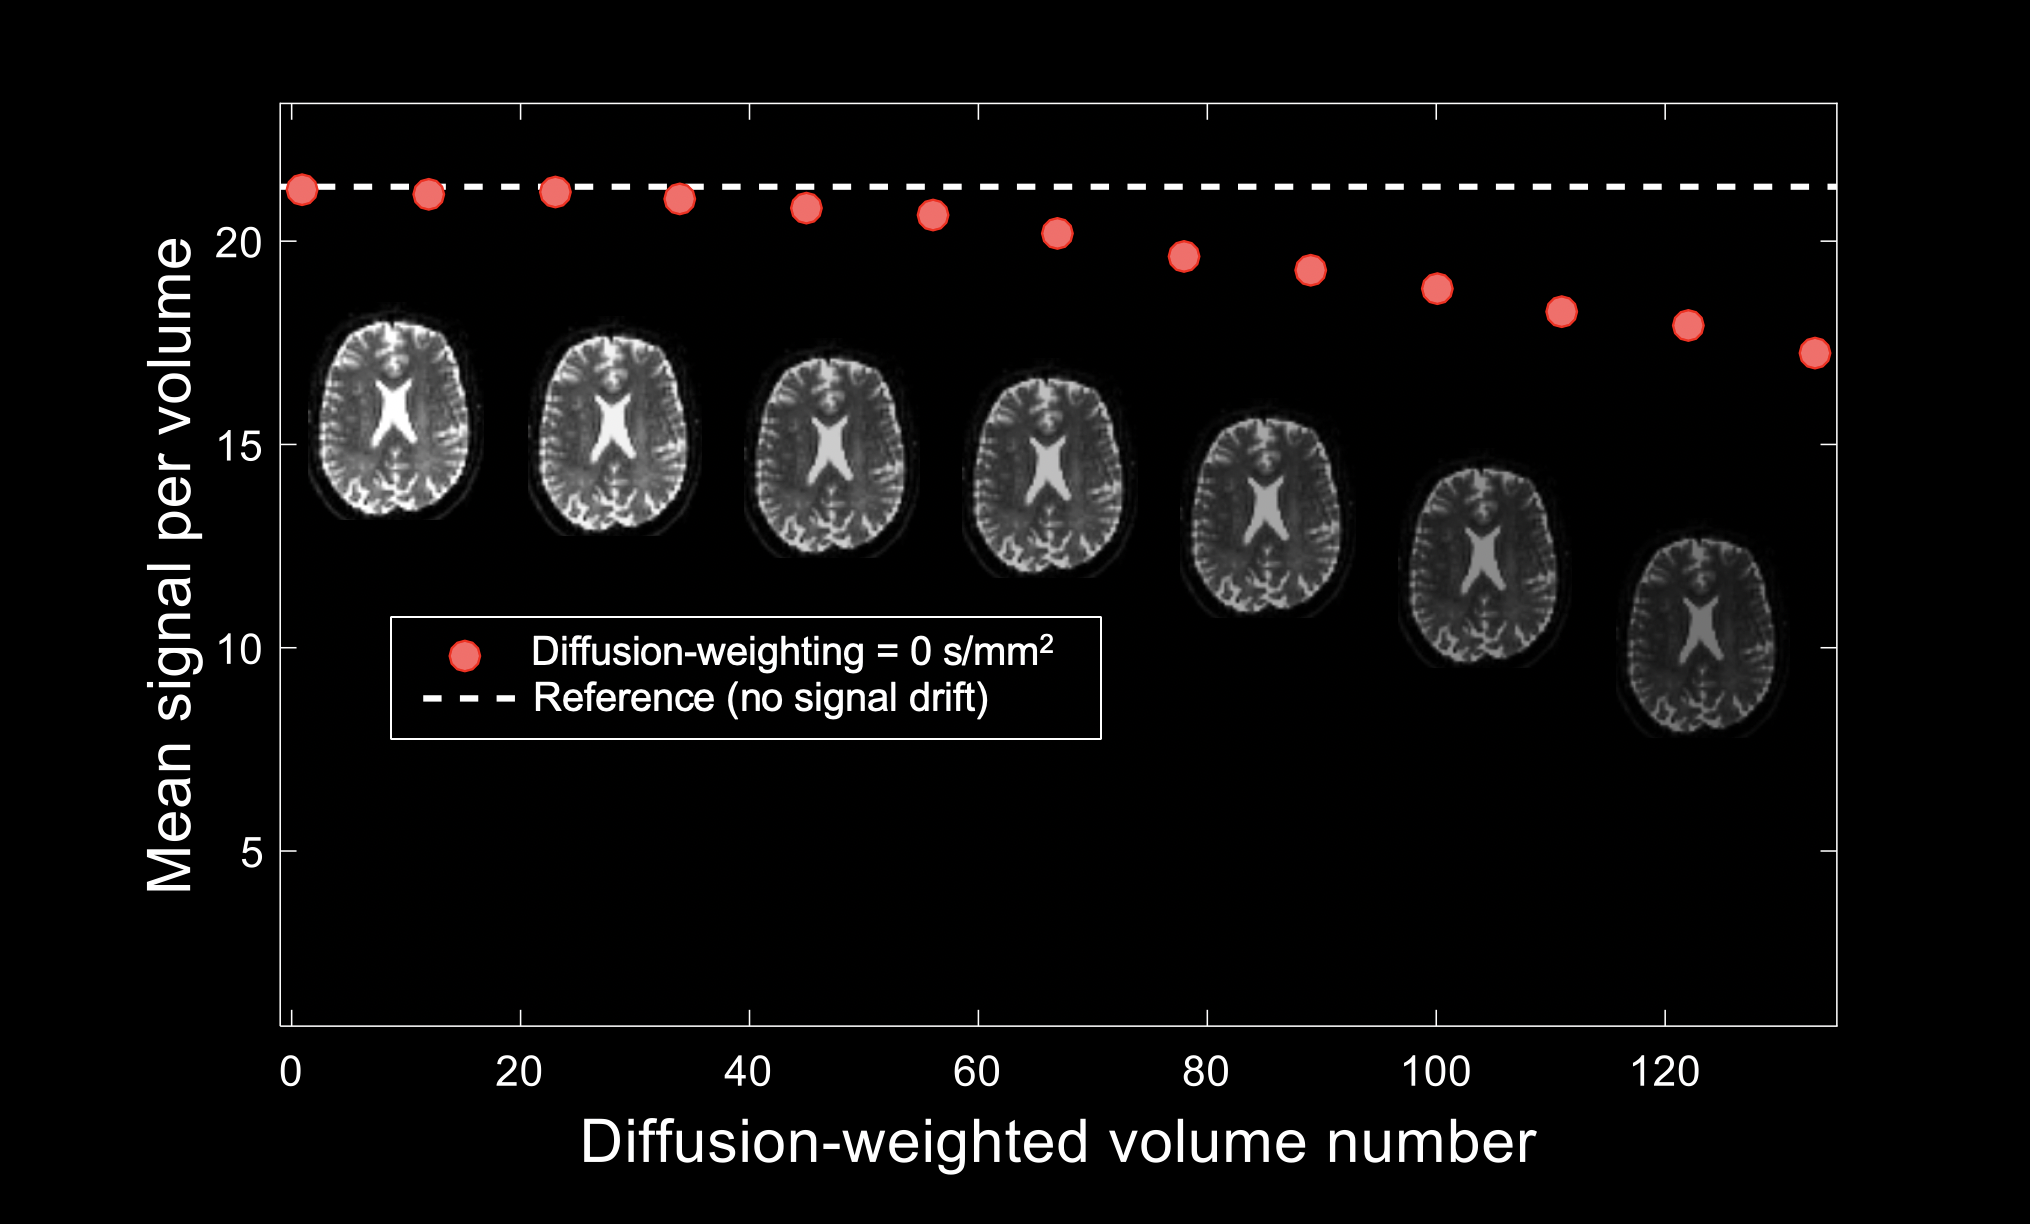 Mean signal per volume
20
15
10
5
Diffusion-weighting = 0 s/mm²
Reference (no signal drift)
0 20 40 60 80 100 120
Diffusion-weighted volume number